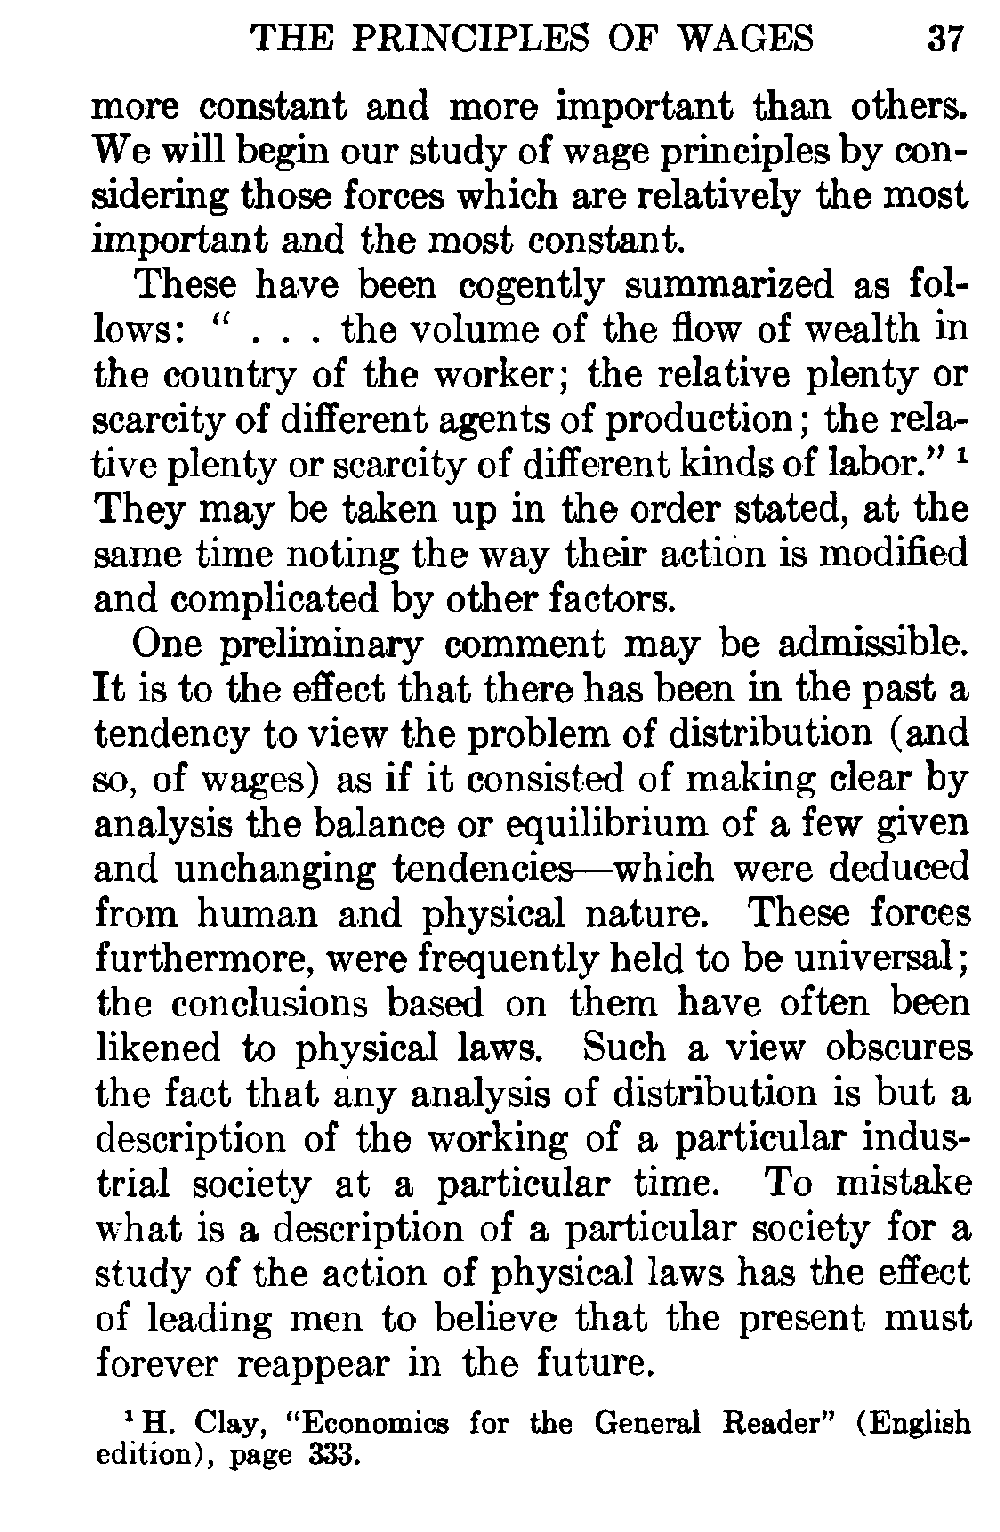 THE PRINCIPLES OF WAGES 37
more constant and more important than others.
We will begin our study of wage principles by con-
sidering those forces which are relatively the most
important and the most constant.
These have been cogently summarized as fol-
lows: “ . . . the volume of the flow of wealth in
the country of the worker; the relative plenty or
scarcity of different agents of production; the rela-
tive plenty or scarcity of different kinds of labor.” ¹
They may be taken up in the order stated, at the
same time noting the way their action is modified
and complicated by other factors.
One preliminary comment may be admissible.
It is to the effect that there has been in the past a
tendency to view the problem of distribution (and
so, of wages) as if it consisted of making clear by
analysis the balance or equilibrium of a few given
and unchanging tendencies—which were deduced
from human and physical nature. These forces
furthermore, were frequently held to be universal;
the conclusions based on them have often been
likened to physical laws. Such a view obscures
the fact that any analysis of distribution is but a
description of the working of a particular indus-
trial society at a particular time. To mistake
what is a description of a particular society for a
study of the action of physical laws has the effect
of leading men to believe that the present must
forever reappear in the future.
¹ H. Clay, “Economics for the General Reader” (English
edition), page 333.